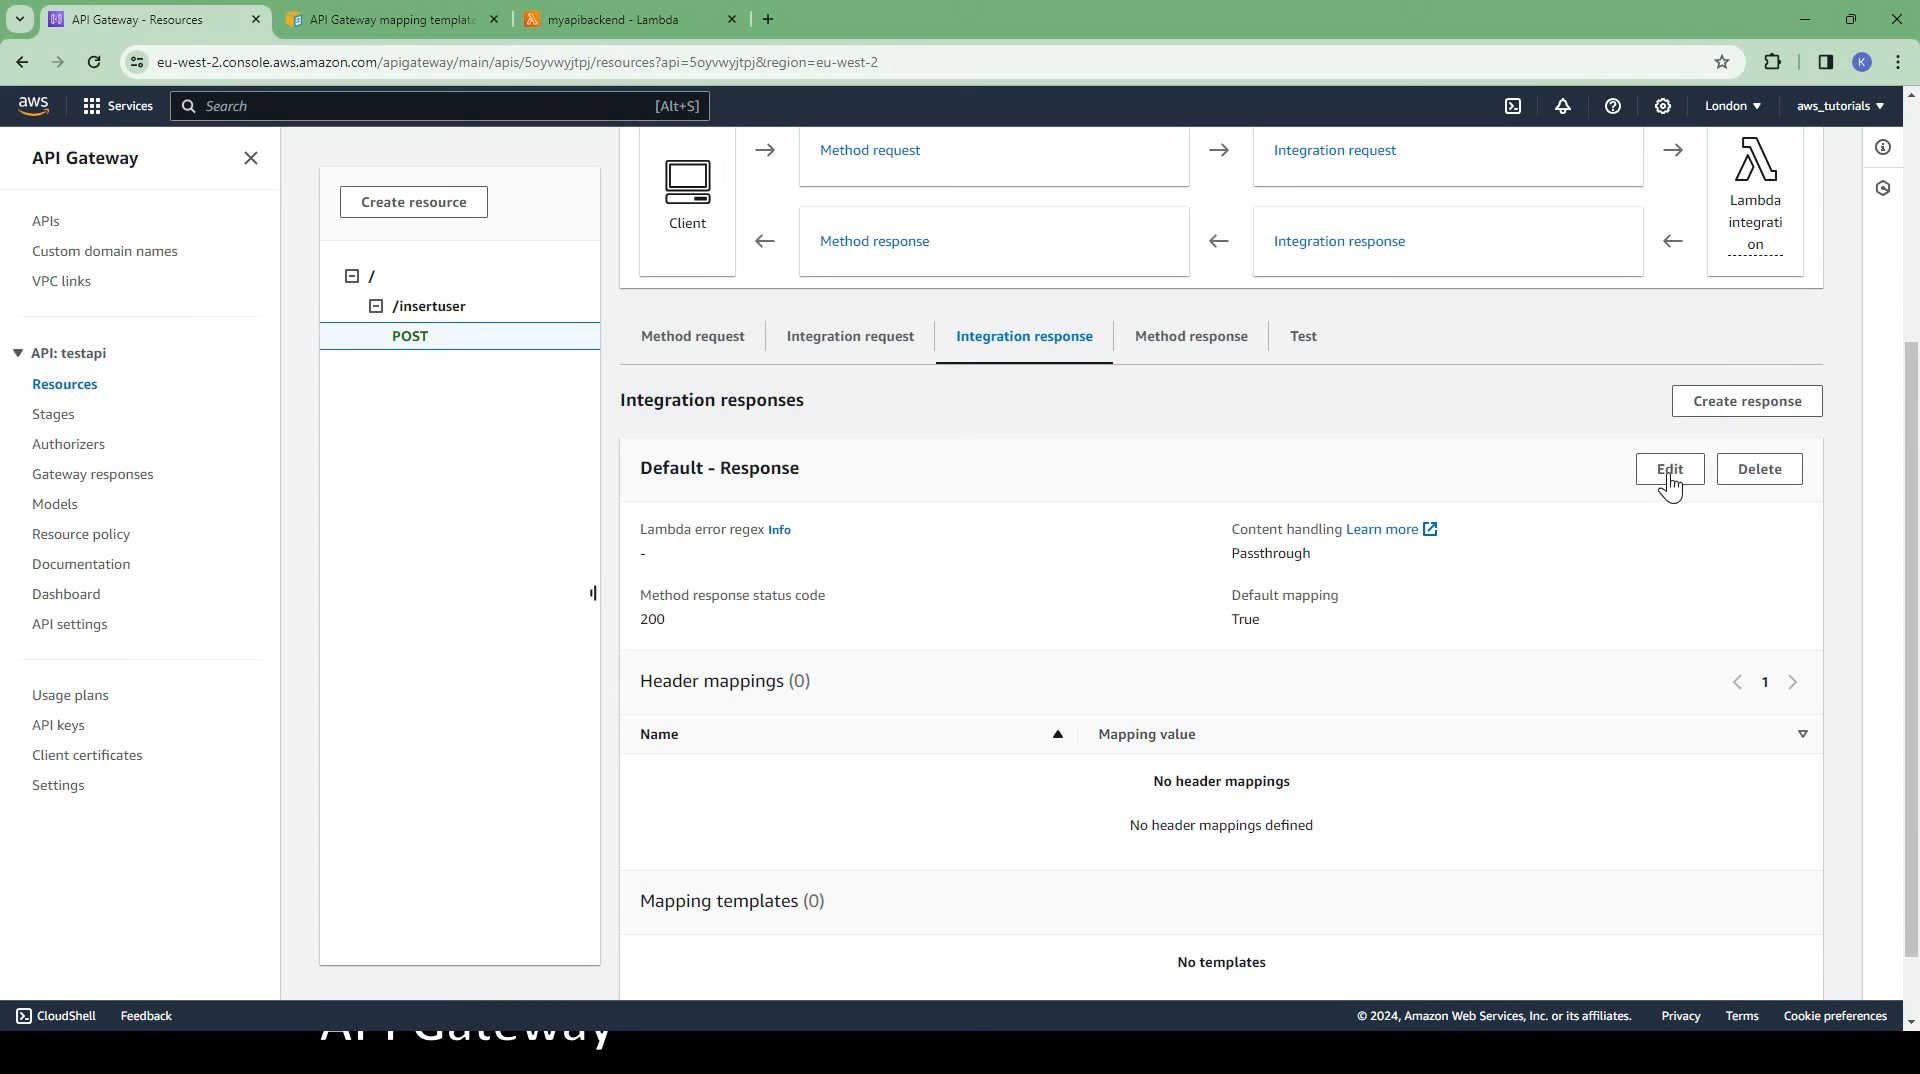 API Gateway - Resources
API Gateway mapping template
myapibackend - Lambda
eu-west-2.console.aws.amazon.com/apigateway/main/apis/5oyvwyjtpj/resources?api=5oyvwyjtpj&region=eu-west-2
K
aws
Services
Search
[Alt+S]
London
aws_tutorials
API Gateway
APIs
Custom domain names
VPC links
API: testapi
Resources
Stages
Authorizers
Gateway responses
Models
Resource policy
Documentation
Dashboard
API settings
Usage plans
API keys
Client certificates
Settings
Create resource
/
/insertuser
POST
Client
Method request
Integration request
Method response
Integration response
Lambda
integrati
on
Method request
Integration request
Integration response
Method response
Test
Integration responses
Create response
Default - Response
Edit
Delete
Lambda error regex Info
-
Content handling Learn more
Passthrough
Method response status code
200
Default mapping
True
Header mappings (0)
1
Name
Mapping value
No header mappings
No header mappings defined
Mapping templates (0)
No templates
CloudShell
Feedback
© 2024, Amazon Web Services, Inc. or its affiliates.
Privacy
Terms
Cookie preferences
API Gateway